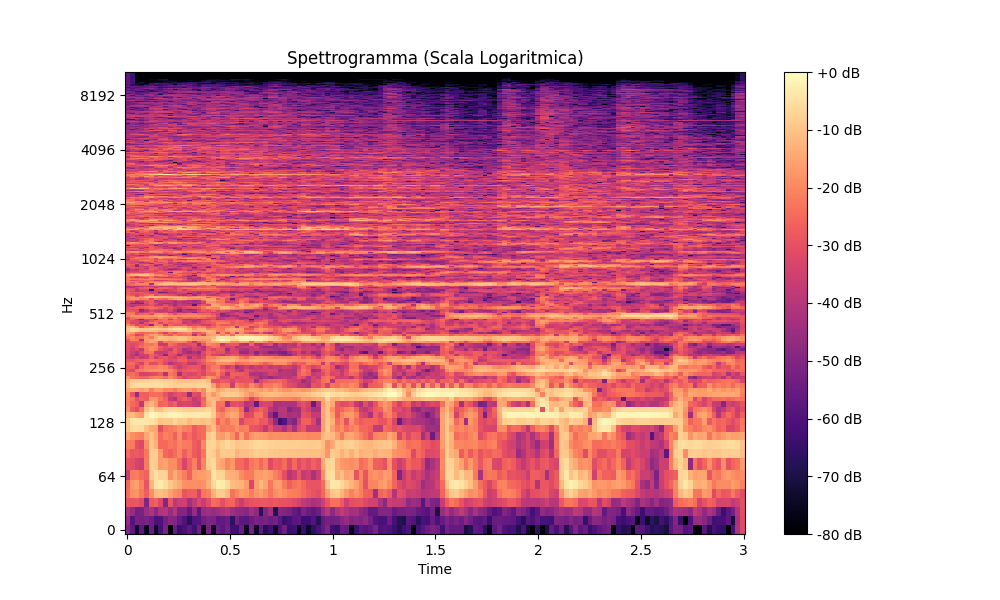 Spettrogramma (Scala Logaritmica)
Hz
8192
4096
2048
1024
512
256
128
64
0
0
0.5
1
1.5
2
2.5
3
Time
+0 dB
-10 dB
-20 dB
-30 dB
-40 dB
-50 dB
-60 dB
-70 dB
-80 dB